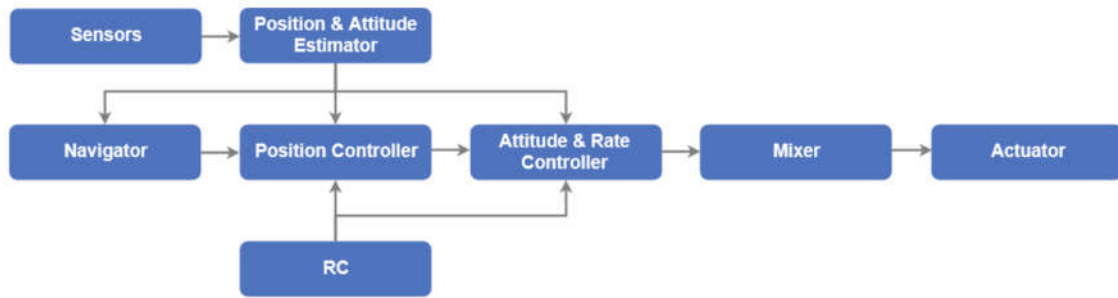 Sensors
Position & Attitude
Estimator
Navigator
Position Controller
Attitude & Rate
Controller
Mixer
Actuator
RC